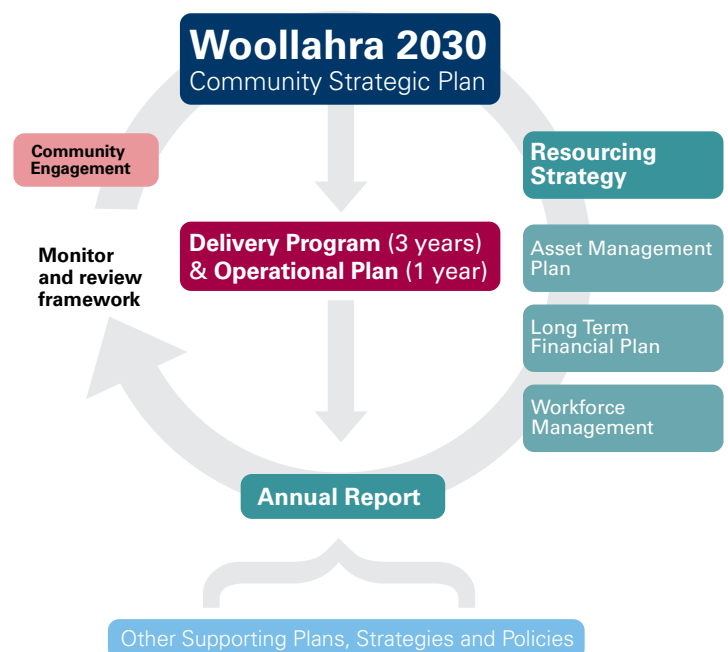 Woollahra 2030
Community Strategic Plan
Community
Engagement
Resourcing
Strategy
Delivery Program (3 years)
& Operational Plan (1 year)
Monitor
and review
framework
Asset Management
Plan
Long Term
Financial Plan
Workforce
Management
Annual Report
Other Supporting Plans, Strategies and Policies